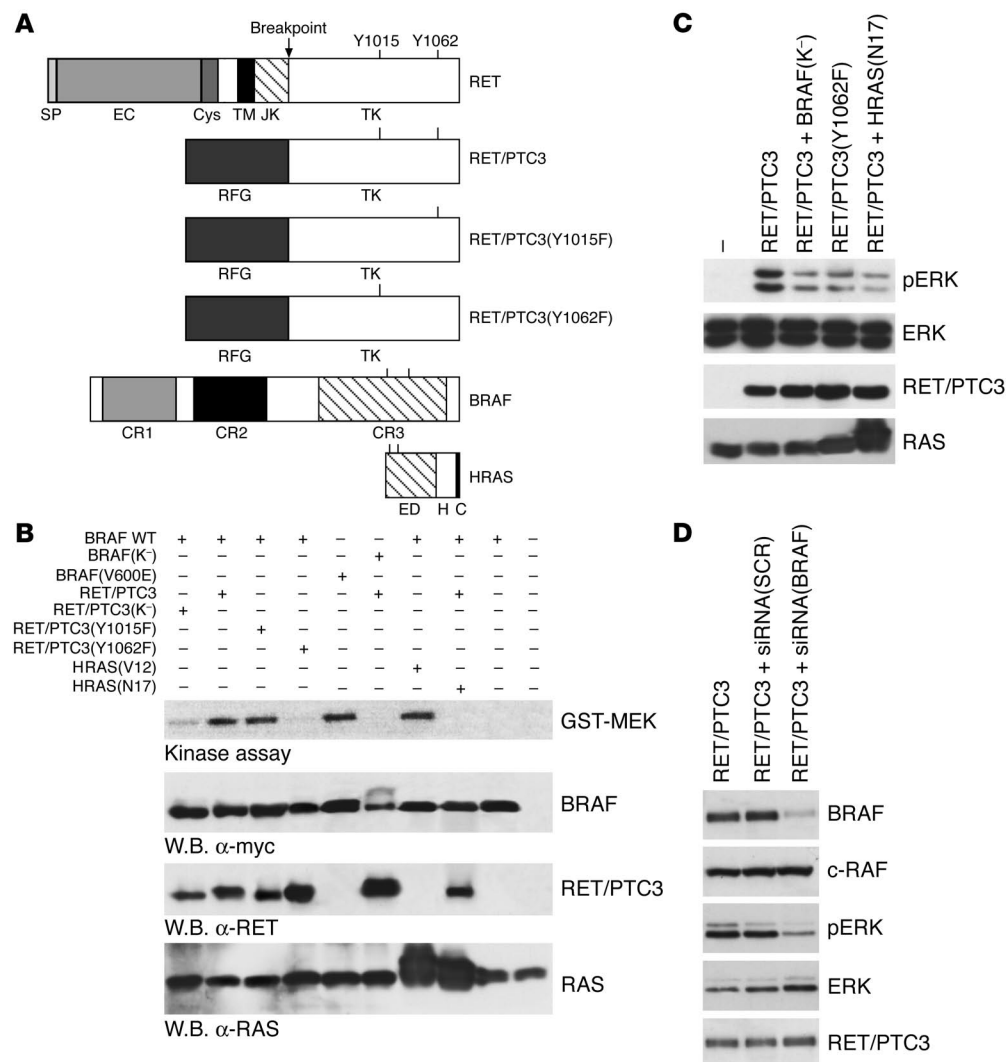 A
Breakpoint
Y1015 Y1062
RET
SP EC Cys TM JK TK
RET/PTC3
RFG TK
RET/PTC3(Y1015F)
RFG TK
RET/PTC3(Y1062F)
RFG TK
BRAF
CR1 CR2 CR3
HRAS
ED H C
B
BRAF WT + + + + – – + + + –
BRAF(K⁻) – – – – – + – – – –
BRAF(V600E) – – – – + – – – – –
RET/PTC3 – + – – – + – + – –
RET/PTC3(K⁻) + – – – – – – – – –
RET/PTC3(Y1015F) – – + – – – – – – –
RET/PTC3(Y1062F) – – – + – – – – – –
HRAS(V12) – – – – – – + – – –
HRAS(N17) – – – – – – – + – –
GST-MEK
Kinase assay
BRAF
W.B. α-myc
RET/PTC3
W.B. α-RET
RAS
W.B. α-RAS
C
–
RET/PTC3
RET/PTC3 + BRAF(K⁻)
RET/PTC3(Y1062F)
RET/PTC3 + HRAS(N17)
pERK
ERK
RET/PTC3
RAS
D
RET/PTC3
RET/PTC3 + siRNA(SCR)
RET/PTC3 + siRNA(BRAF)
BRAF
c-RAF
pERK
ERK
RET/PTC3